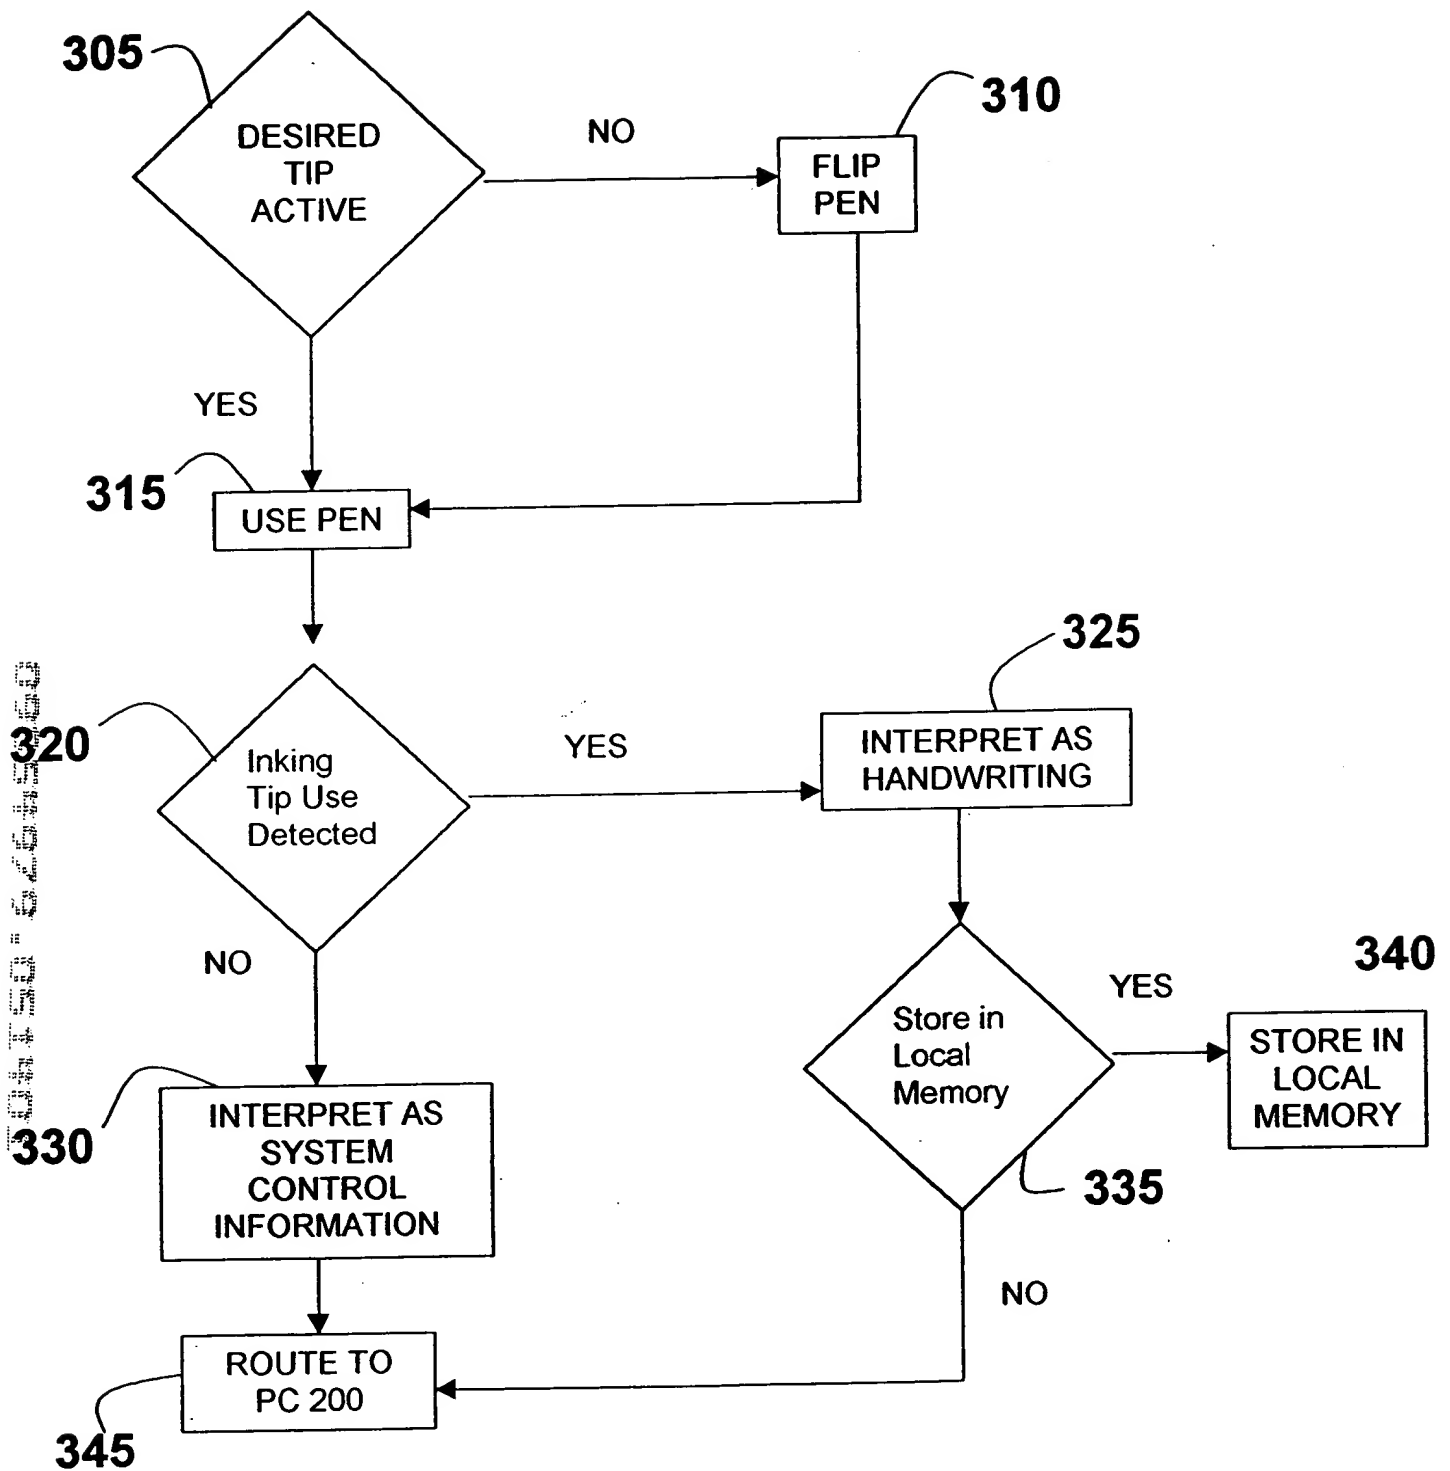 305
DESIRED
TIP
ACTIVE
NO
310
FLIP
PEN
YES
315
USE PEN
320
Inking
Tip Use
Detected
YES
325
INTERPRET AS
HANDWRITING
NO
Store in
Local
Memory
YES
340
STORE IN
LOCAL
MEMORY
335
330
INTERPRET AS
SYSTEM
CONTROL
INFORMATION
NO
345
ROUTE TO
PC 200